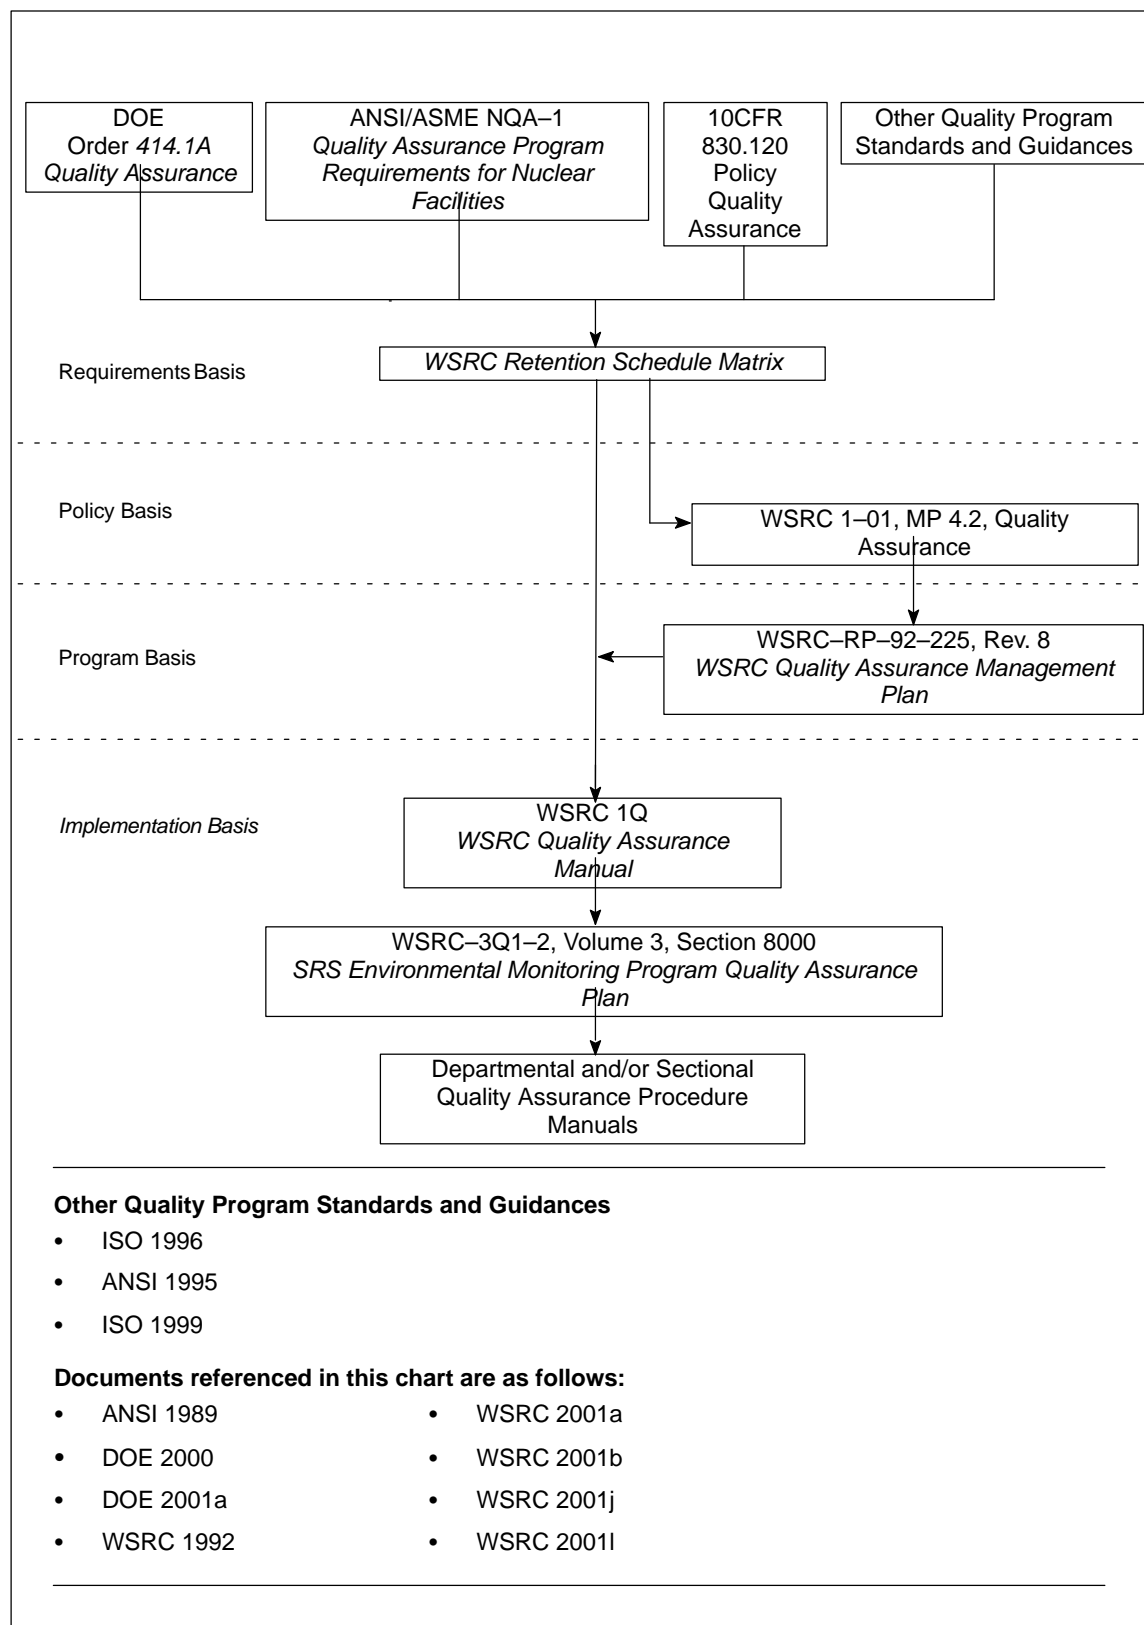 DOE
Order 414.1A
Quality Assurance
ANSI/ASME NQA–1
Quality Assurance Program
Requirements for Nuclear
Facilities
10CFR
830.120
Policy
Quality
Assurance
Other Quality Program
Standards and Guidances
WSRC Retention Schedule Matrix
Requirements Basis
Policy Basis
WSRC 1–01, MP 4.2, Quality
Assurance
Program Basis
WSRC–RP–92–225, Rev. 8
WSRC Quality Assurance Management
Plan
Implementation Basis
WSRC 1Q
WSRC Quality Assurance
Manual
WSRC–3Q1–2, Volume 3, Section 8000
SRS Environmental Monitoring Program Quality Assurance
Plan
Departmental and/or Sectional
Quality Assurance Procedure
Manuals
Other Quality Program Standards and Guidances
• ISO 1996
• ANSI 1995
• ISO 1999
Documents referenced in this chart are as follows:
• ANSI 1989
• DOE 2000
• DOE 2001a
• WSRC 1992
• WSRC 2001a
• WSRC 2001b
• WSRC 2001j
• WSRC 2001l